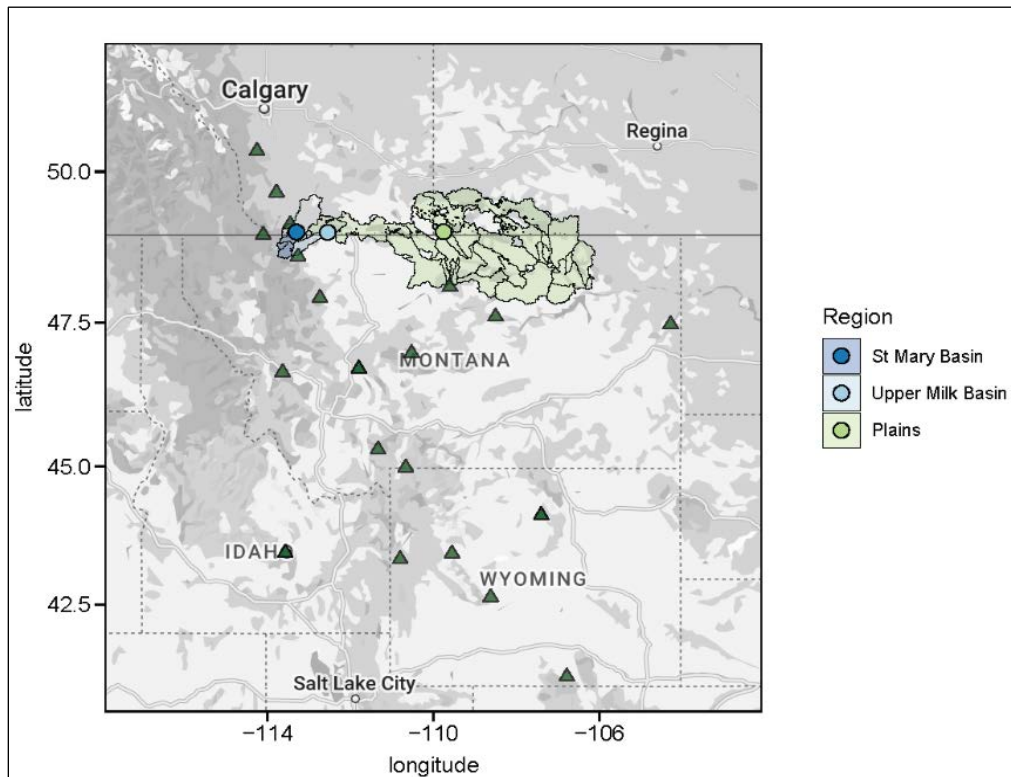 Calgary
Regina
50.0
47.5
MONTANA
45.0
IDAHO
WYOMING
42.5
Salt Lake City
−114
−110
−106
latitude
longitude
Region
St Mary Basin
Upper Milk Basin
Plains